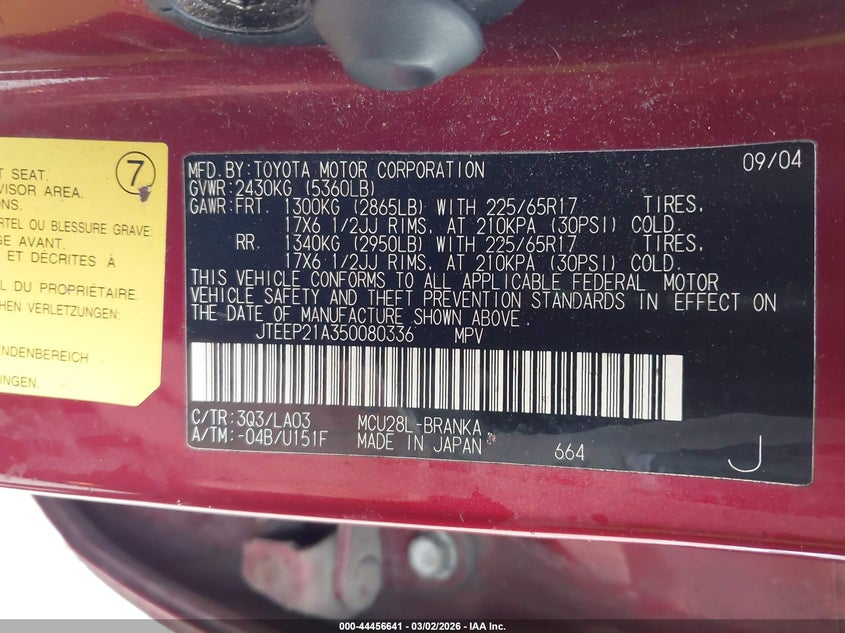 7
T SEAT.
VISOR AREA.
ONS.
RTEL OU BLESSURE GRAVE:
GE AVANT.
ET DÉCRITES À
L DU PROPRIÉTAIRE.
CHEN VERLETZUNGEN:
ENDENBEREICH
UNGEN.
MFD. BY: TOYOTA MOTOR CORPORATION 09/04
GVWR: 2430KG (5360LB)
GAWR: FRT. 1300KG (2865LB) WITH 225/65R17 TIRES,
17X6 1/2JJ RIMS, AT 210KPA (30PSI) COLD.
RR. 1340KG (2950LB) WITH 225/65R17 TIRES,
17X6 1/2JJ RIMS, AT 210KPA (30PSI) COLD.
THIS VEHICLE CONFORMS TO ALL APPLICABLE FEDERAL MOTOR
VEHICLE SAFETY AND THEFT PREVENTION STANDARDS IN EFFECT ON
THE DATE OF MANUFACTURE SHOWN ABOVE.
JTEEP21A350080336 MPV
C/TR: 3Q3/LA03 MCU28L-BRANKA
A/TM: -04B/U151F MADE IN JAPAN 664 J
000-44456641 - 03/02/2026 - IAA Inc.